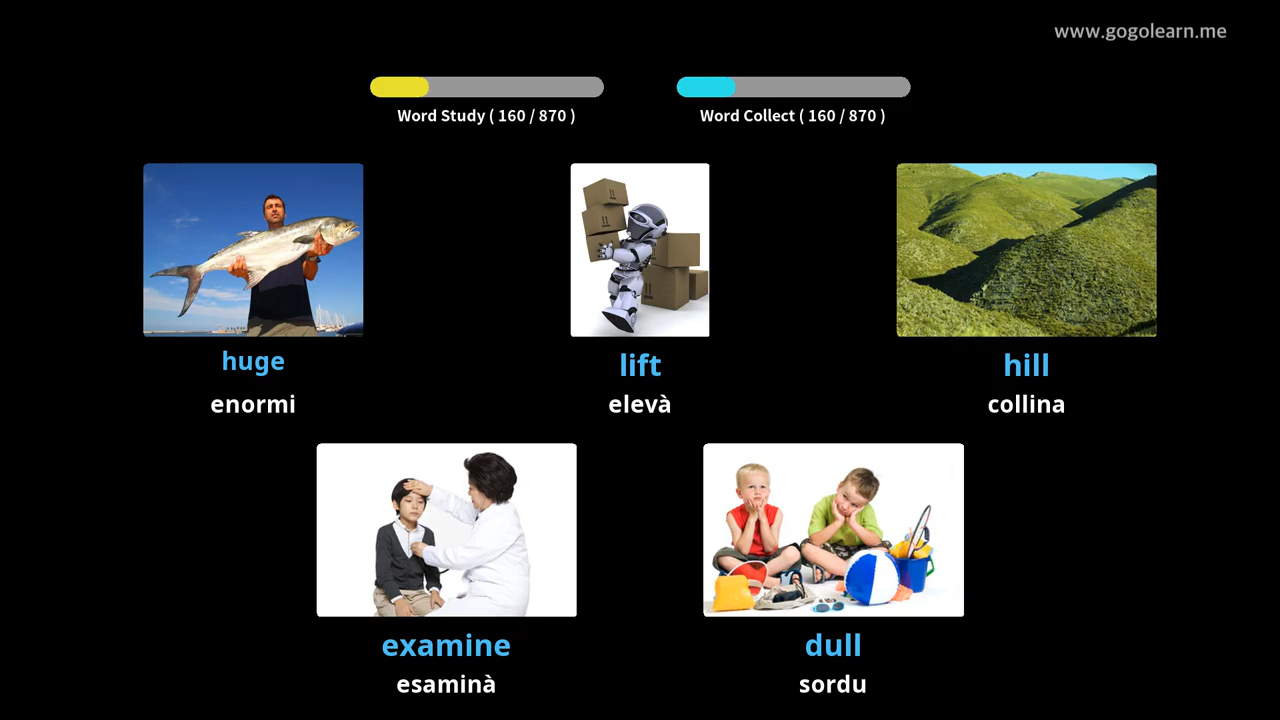 www.gogolearn.me
Word Study ( 160 / 870 )
Word Collect ( 160 / 870 )
huge
enormi
lift
elevà
hill
collina
examine
esaminà
dull
sordu